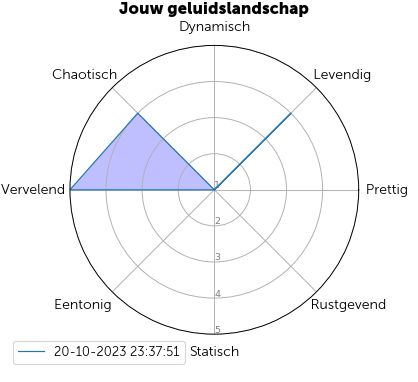 Jouw geluidslandschap
Dynamisch
Chaotisch
Levendig
Vervelend
1
Prettig
2
3
4
Eentonig
Rustgevend
5
20-10-2023 23:37:51
Statisch